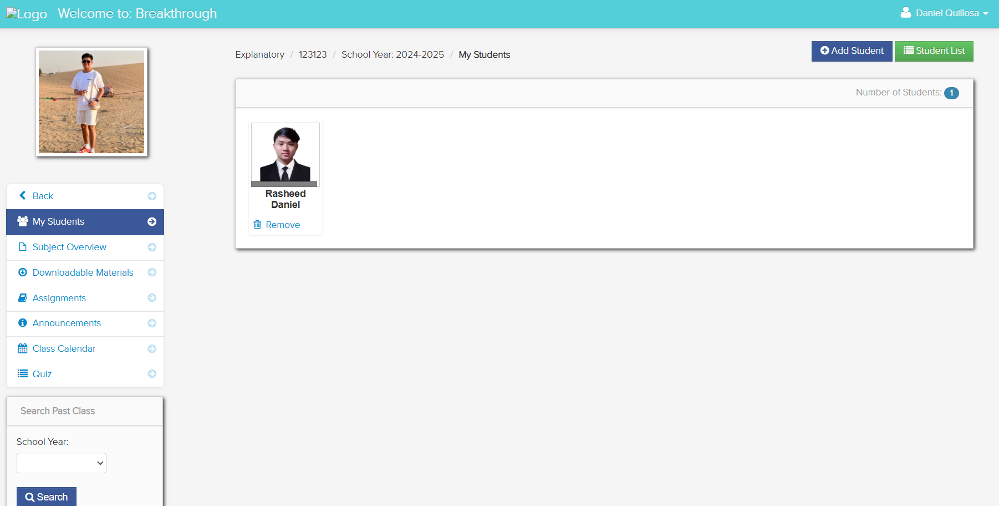 Logo Welcome to: Breakthrough
Daniel Quillosa
Explanatory / 123123 / School Year: 2024-2025 / My Students
Add Student
Student List
Number of Students: 1
Rasheed
Daniel
Remove
Back
My Students
Subject Overview
Downloadable Materials
Assignments
Announcements
Class Calendar
Quiz
Search Past Class
School Year:
Search